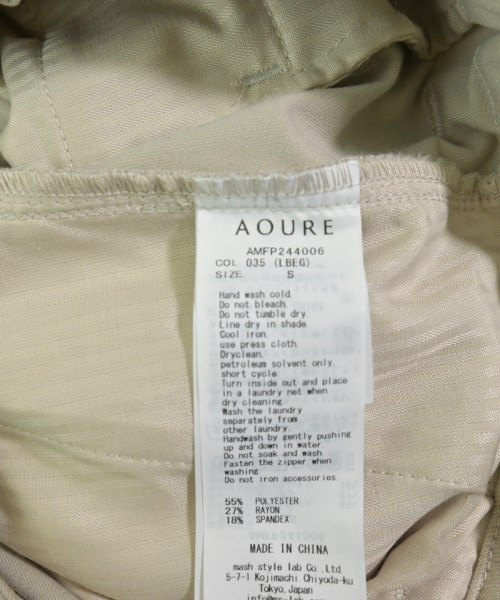 AOURE
AMFP244006
COL 035 (LBEG)
SIZE S
Hand wash cold.
Do not bleach.
Do not tumble dry.
Line dry in shade.
Cool iron.
use press cloth.
Dryclean.
petroleum solvent only.
short cycle.
Turn inside out and place
in a laundry net when
dry cleaning.
Wash the laundry
separately from
other laundry.
Handwash by gently pushing
up and down in water.
Do not soak and wash.
Fasten the zipper when
washing
Do not iron accessories
55% POLYESTER
27% RAYON
18% SPANDEX
MADE IN CHINA
mash style lab Co.,Ltd.
5-7-1 Kojimachi Chiyoda-ku
Tokyo,Japan